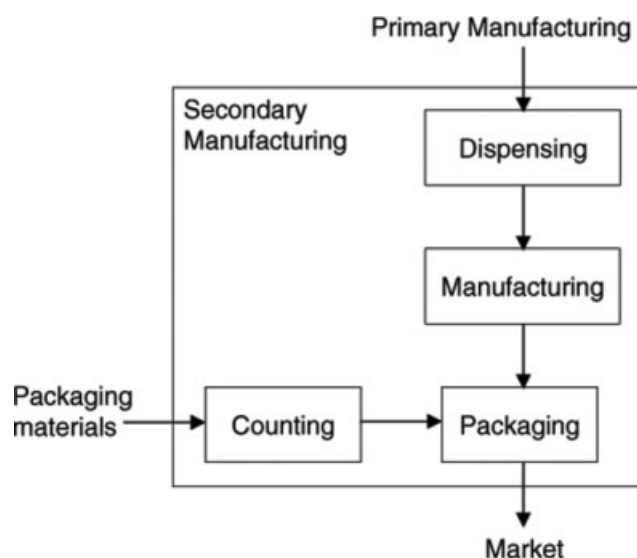 Primary Manufacturing
Secondary
Manufacturing
Dispensing
Manufacturing
Packaging
materials
Counting
Packaging
Market